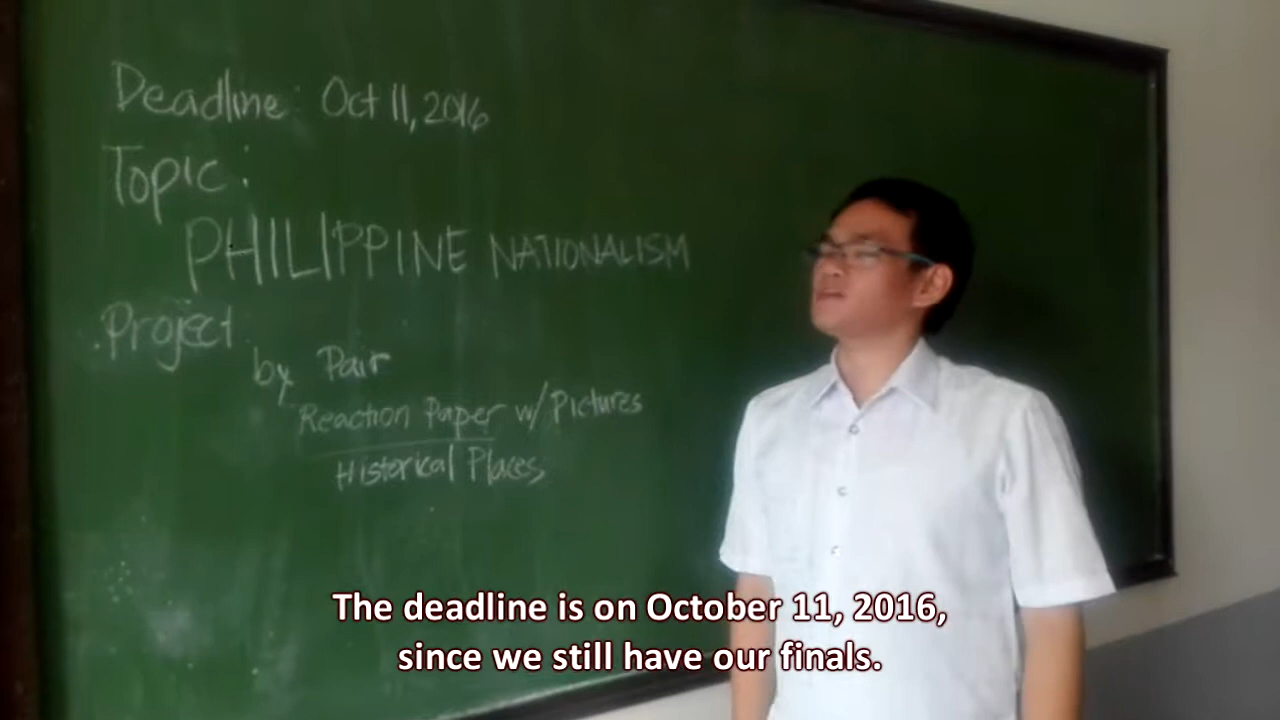 Deadline: Oct 11, 2016
Topic:
PHILIPPINE NATIONALISM
Project
by Pair
Reaction Paper w/ Pictures
Historical Places
The deadline is on October 11, 2016,
since we still have our finals.